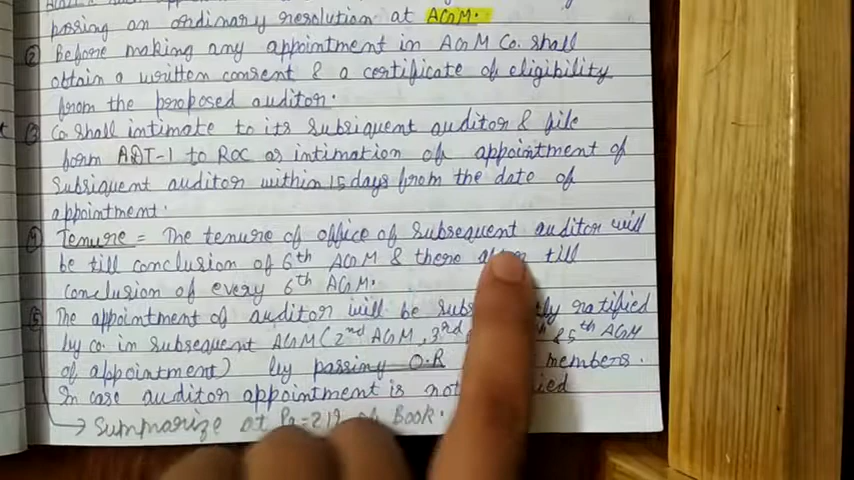 passing an ordinary resolution at AGM.
② Before making any appointment in AGM Co. shall
obtain a written consent & a certificate of eligibility
from the proposed auditor.
③ Co shall intimate to its subsiquent auditor & file
form ADT-1 to ROC as intimation of appointment of
subsiquent auditor within 15 days from the date of
appointment.
④ Tenure = The tenure of office of subsequent auditor will
be till conclusion of 6th AGM & there after till
conclusion of every 6th AGM.
⑤ The appointment of auditor will be ratified
by co. in subsequent AGM (2nd AGM, 3rd & 5th AGM
of appointment) by passing O.R members.
In case auditor appointment is not
→ Summarize at Pg = 219 of Book.